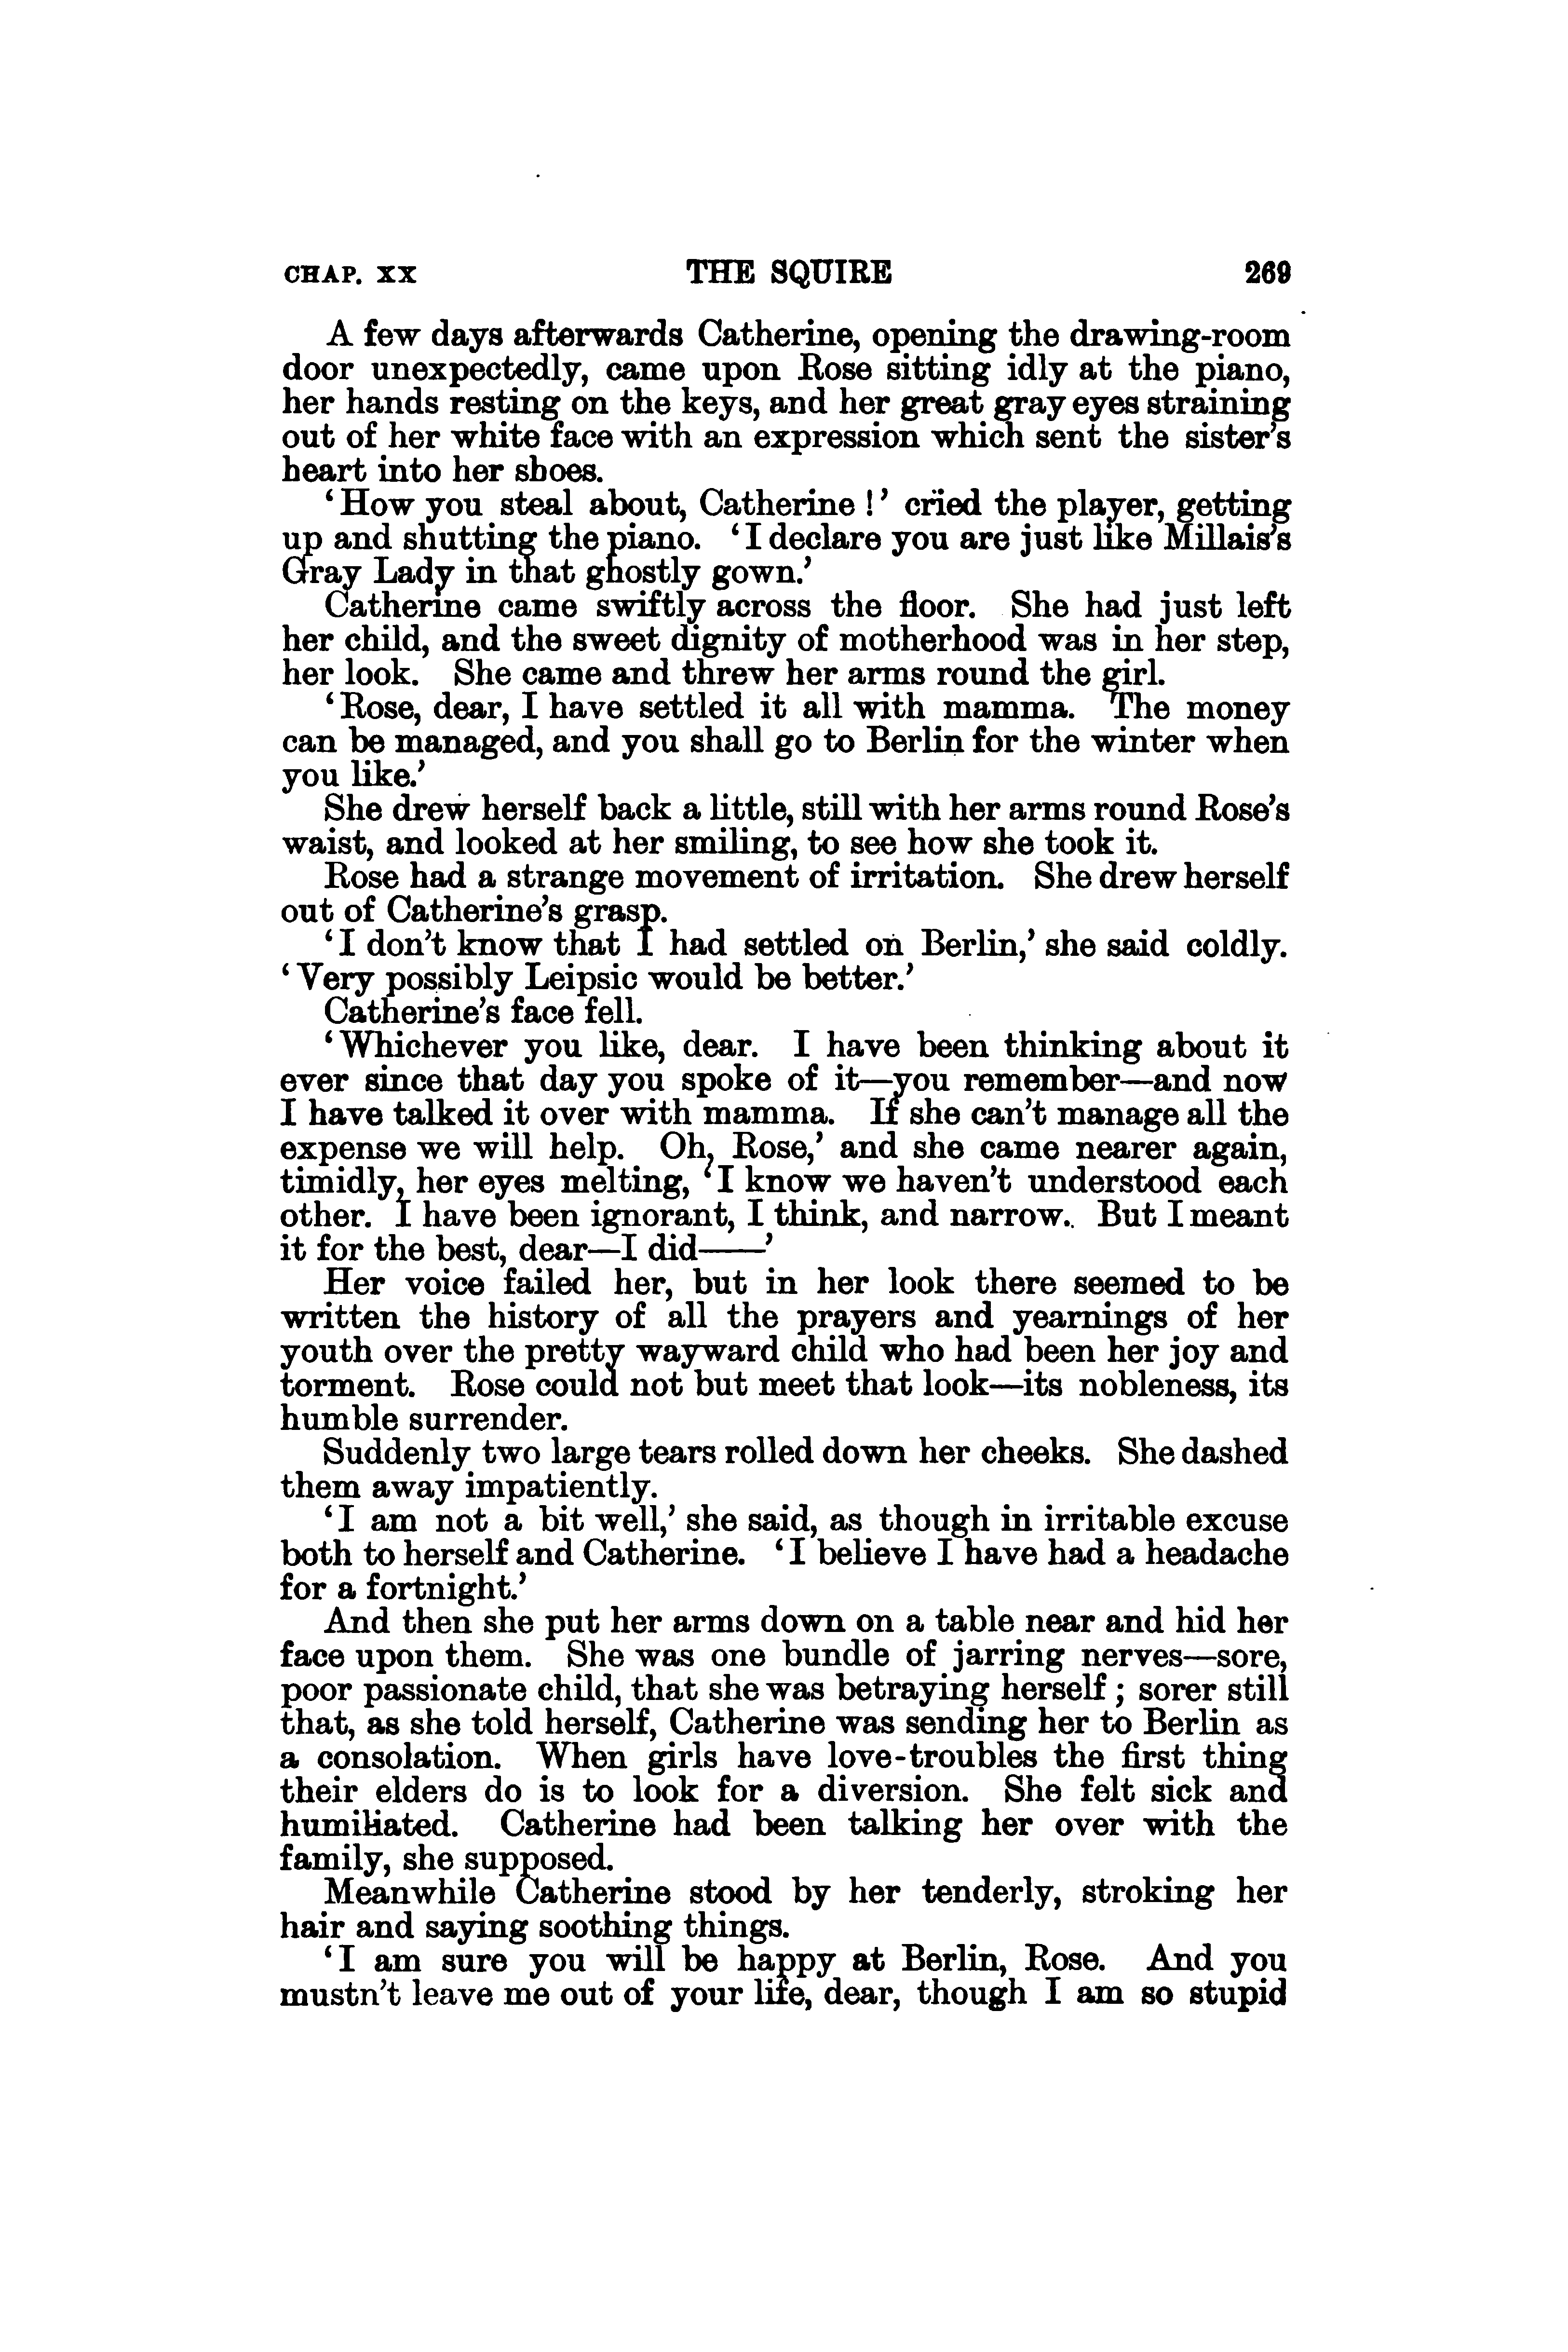 CHAP. XX THE SQUIRE 269
A few days afterwards Catherine, opening the drawing-room
door unexpectedly, came upon Rose sitting idly at the piano,
her hands resting on the keys, and her great gray eyes straining
out of her white face with an expression which sent the sister's
heart into her shoes.
‘How you steal about, Catherine!’ cried the player, getting
up and shutting the piano. ‘I declare you are just like Millais's
Gray Lady in that ghostly gown.’
Catherine came swiftly across the floor. She had just left
her child, and the sweet dignity of motherhood was in her step,
her look. She came and threw her arms round the girl.
‘Rose, dear, I have settled it all with mamma. The money
can be managed, and you shall go to Berlin for the winter when
you like.’
She drew herself back a little, still with her arms round Rose's
waist, and looked at her smiling, to see how she took it.
Rose had a strange movement of irritation. She drew herself
out of Catherine's grasp.
‘I don't know that I had settled on Berlin,’ she said coldly.
‘Very possibly Leipsic would be better.’
Catherine's face fell.
‘Whichever you like, dear. I have been thinking about it
ever since that day you spoke of it—you remember—and now
I have talked it over with mamma. If she can't manage all the
expense we will help. Oh, Rose,’ and she came nearer again,
timidly, her eyes melting, ‘I know we haven't understood each
other. I have been ignorant, I think, and narrow. But I meant
it for the best, dear—I did——’
Her voice failed her, but in her look there seemed to be
written the history of all the prayers and yearnings of her
youth over the pretty wayward child who had been her joy and
torment. Rose could not but meet that look—its nobleness, its
humble surrender.
Suddenly two large tears rolled down her cheeks. She dashed
them away impatiently.
‘I am not a bit well,’ she said, as though in irritable excuse
both to herself and Catherine. ‘I believe I have had a headache
for a fortnight.’
And then she put her arms down on a table near and hid her
face upon them. She was one bundle of jarring nerves—sore,
poor passionate child, that she was betraying herself; sorer still
that, as she told herself, Catherine was sending her to Berlin as
a consolation. When girls have love-troubles the first thing
their elders do is to look for a diversion. She felt sick and
humiliated. Catherine had been talking her over with the
family, she supposed.
Meanwhile Catherine stood by her tenderly, stroking her
hair and saying soothing things.
‘I am sure you will be happy at Berlin, Rose. And you
mustn't leave me out of your life, dear, though I am so stupid